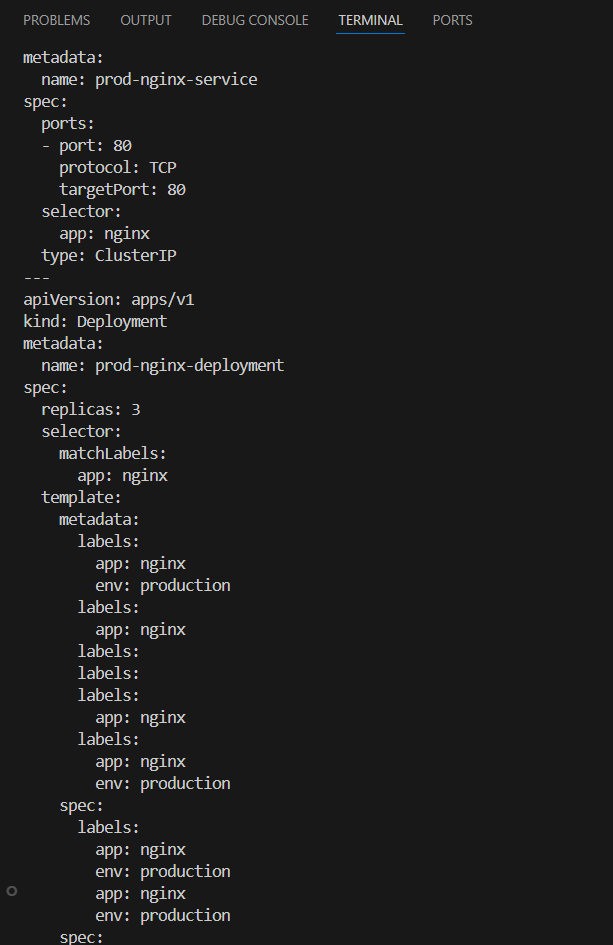 PROBLEMS OUTPUT DEBUG CONSOLE TERMINAL PORTS
metadata:
  name: prod-nginx-service
spec:
  ports:
  - port: 80
    protocol: TCP
    targetPort: 80
  selector:
    app: nginx
  type: ClusterIP
---
apiVersion: apps/v1
kind: Deployment
metadata:
  name: prod-nginx-deployment
spec:
  replicas: 3
  selector:
    matchLabels:
      app: nginx
  template:
    metadata:
      labels:
        app: nginx
        env: production
      labels:
        app: nginx
      labels:
      labels:
      labels:
        app: nginx
      labels:
        app: nginx
        env: production
    spec:
      labels:
        app: nginx
        env: production
        app: nginx
        env: production
    spec: